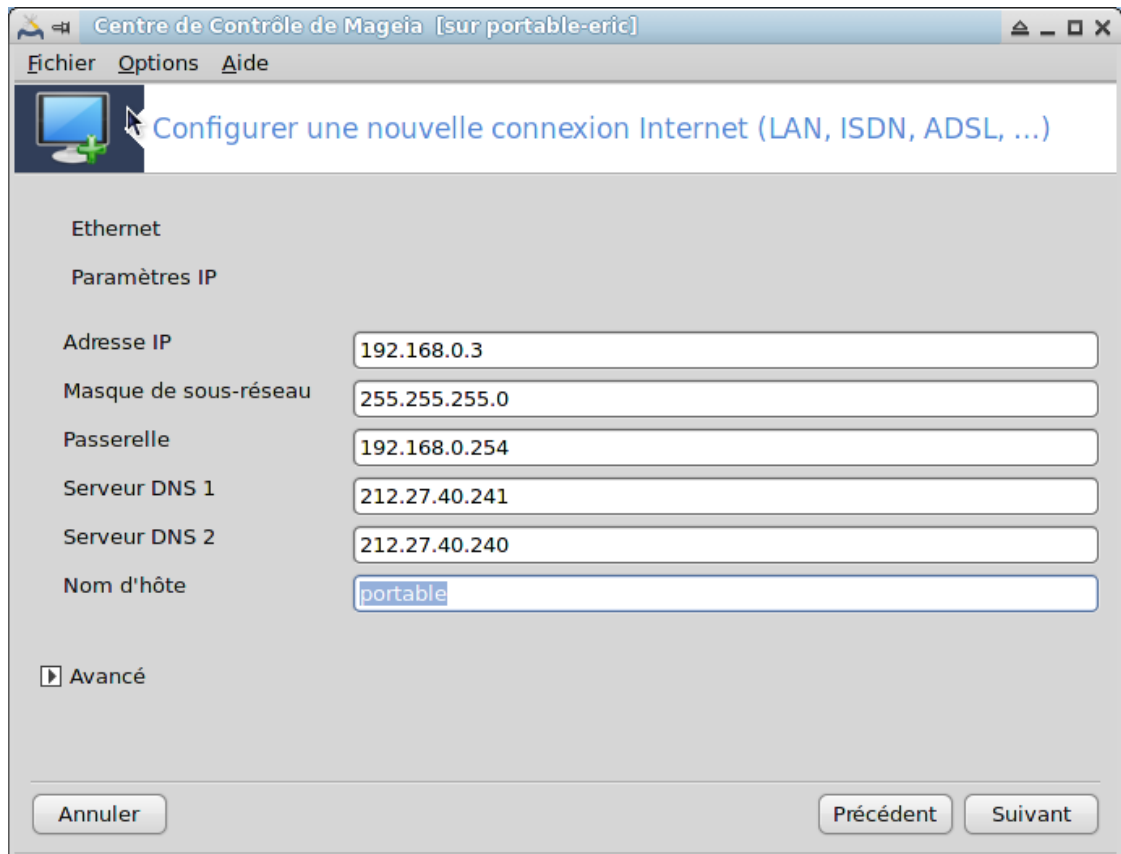 Centre de Contrôle de Mageia [sur portable-eric]
Fichier Options Aide
Configurer une nouvelle connexion Internet (LAN, ISDN, ADSL, ...)
Ethernet
Paramètres IP
Adresse IP 192.168.0.3
Masque de sous-réseau 255.255.255.0
Passerelle 192.168.0.254
Serveur DNS 1 212.27.40.241
Serveur DNS 2 212.27.40.240
Nom d'hôte portable
Avancé
Annuler Précédent Suivant